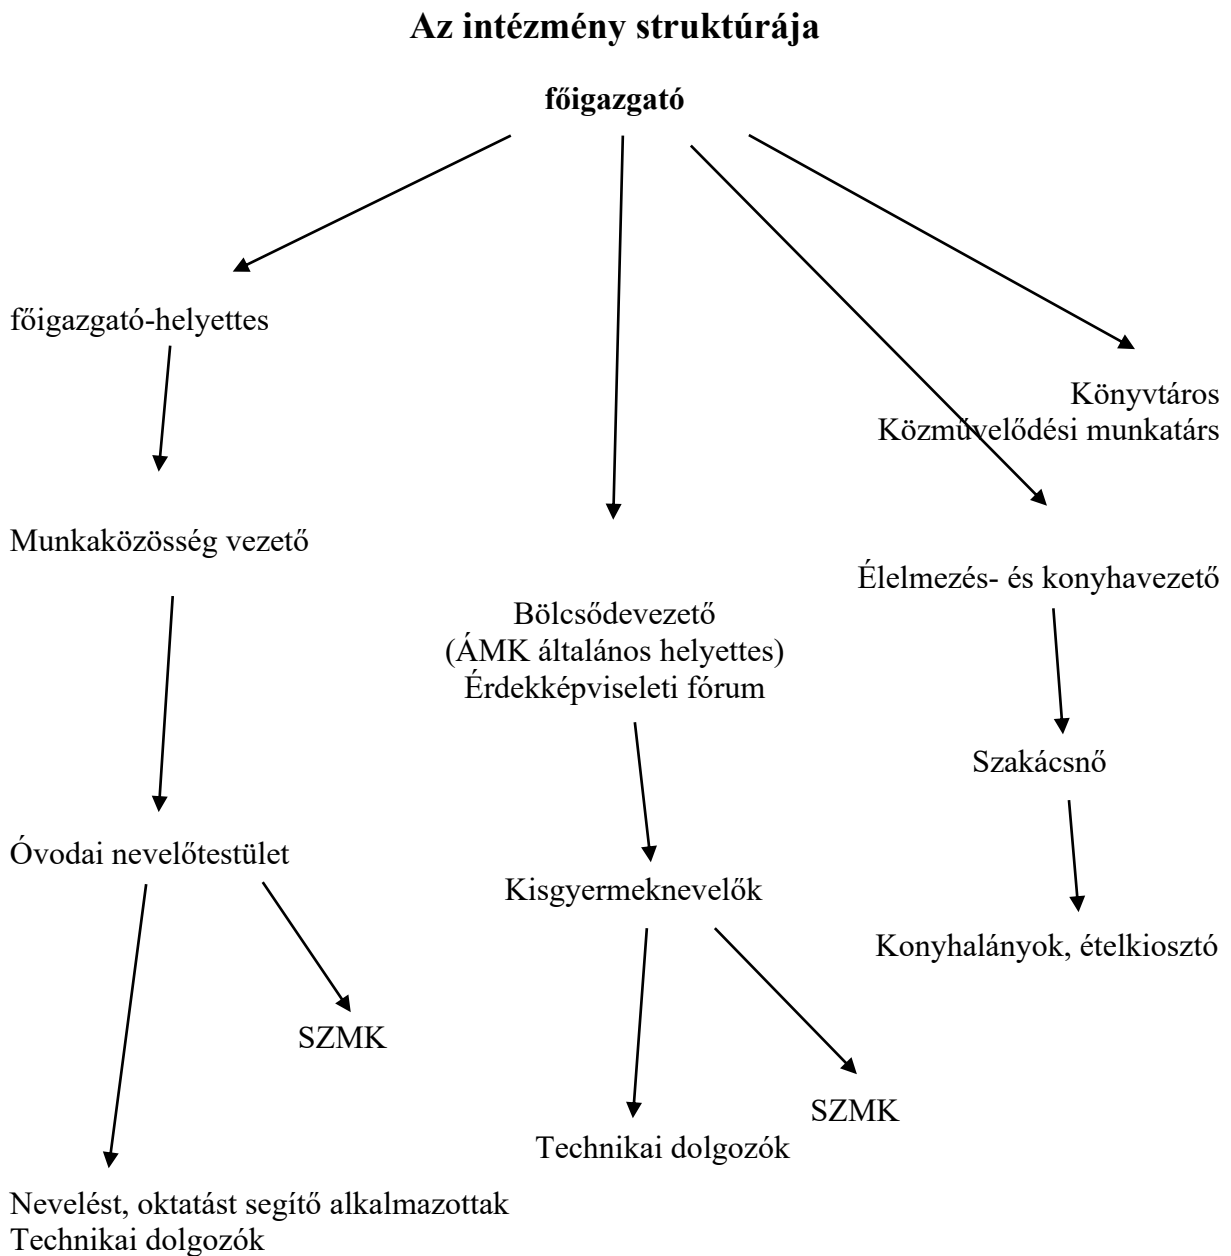 Az intézmény struktúrája
főigazgató
főigazgató-helyettes
Könyvtáros
Közművelődési munkatárs
Munkaközösség vezető
Élelmezés- és konyhavezető
Bölcsődevezető
(ÁMK általános helyettes)
Érdekképviseleti fórum
Szakácsnő
Óvodai nevelőtestület
Kisgyermeknevelők
Konyhalányok, ételkiosztó
SZMK
SZMK
Technikai dolgozók
Nevelést, oktatást segítő alkalmazottak
Technikai dolgozók